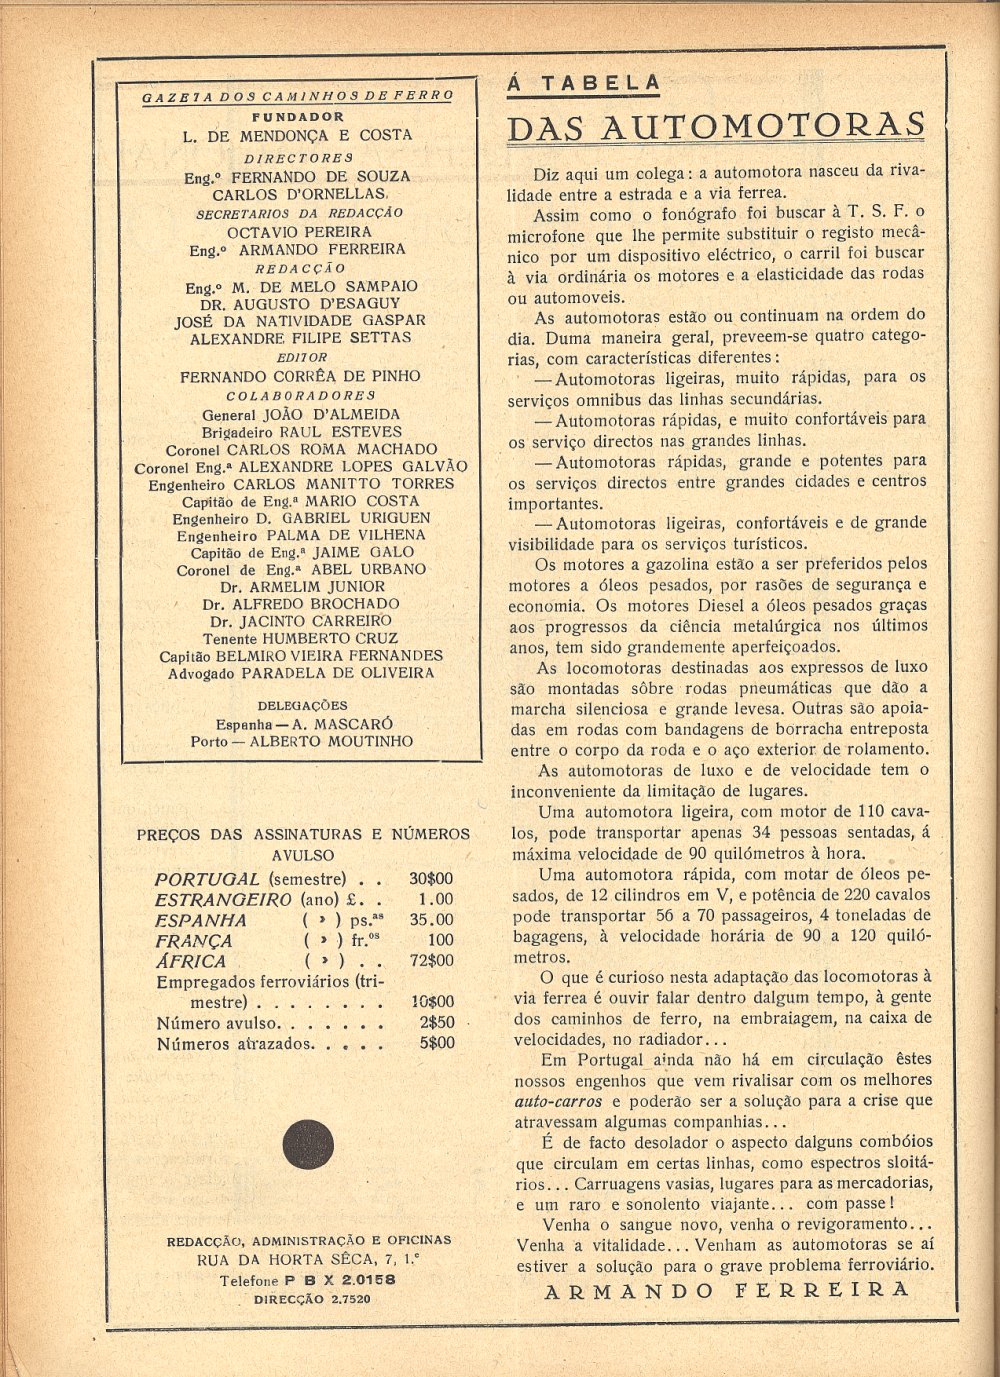 GAZETA DOS CAMINHOS DE FERRO
FUNDADOR
L. DE MENDONÇA E COSTA
DIRECTORES
Eng.º FERNANDO DE SOUZA
CARLOS D'ORNELLAS
SECRETARIOS DA REDACÇÃO
OCTAVIO PEREIRA
Eng.º ARMANDO FERREIRA
REDACÇÃO
Eng.º M. DE MELO SAMPAIO
DR. AUGUSTO D'ESAGUY
JOSÉ DA NATIVIDADE GASPAR
ALEXANDRE FILIPE SETTAS
EDITOR
FERNANDO CORRÊA DE PINHO
COLABORADORES
General JOÃO D'ALMEIDA
Brigadeiro RAUL ESTEVES
Coronel CARLOS ROMA MACHADO
Coronel Eng.ª ALEXANDRE LOPES GALVÃO
Engenheiro CARLOS MANITTO TORRES
Capitão de Eng.ª MARIO COSTA
Engenheiro D. GABRIEL URIGUEN
Engenheiro PALMA DE VILHENA
Capitão de Eng.ª JAIME GALO
Coronel de Eng.ª ABEL URBANO
Dr. ARMELIM JUNIOR
Dr. ALFREDO BROCHADO
Dr. JACINTO CARREIRO
Tenente HUMBERTO CRUZ
Capitão BELMIRO VIEIRA FERNANDES
Advogado PARADELA DE OLIVEIRA
DELEGAÇÕES
Espanha — A. MASCARÓ
Porto — ALBERTO MOUTINHO
PREÇOS DAS ASSINATURAS E NÚMEROS
AVULSO
PORTUGAL (semestre) . . 30$00
ESTRANGEIRO (ano) £. . 1.00
ESPANHA ( » ) ps.as 35.00
FRANÇA ( » ) fr.os 100
ÁFRICA ( » ) . . 72$00
Empregados ferroviários (tri-
mestre) . . . . . . . . 10$00
Número avulso. . . . . . . 2$50
Números atrazados. . . . . 5$00
REDACÇÃO, ADMINISTRAÇÃO E OFICINAS
RUA DA HORTA SÊCA, 7, 1.º
Telefone P B X 2.0158
DIRECÇÃO 2.7520
Á TABELA
DAS AUTOMOTORAS
Diz aqui um colega: a automotora nasceu da riva-
lidade entre a estrada e a via ferrea.
Assim como o fonógrafo foi buscar à T. S. F. o
microfone que lhe permite substituir o registo mecâ-
nico por um dispositivo eléctrico, o carril foi buscar
à via ordinária os motores e a elasticidade das rodas
ou automoveis.
As automotoras estão ou continuam na ordem do
dia. Duma maneira geral, preveem-se quatro catego-
rias, com características diferentes:
— Automotoras ligeiras, muito rápidas, para os
serviços omnibus das linhas secundárias.
— Automotoras rápidas, e muito confortáveis para
os serviço directos nas grandes linhas.
— Automotoras rápidas, grande e potentes para
os serviços directos entre grandes cidades e centros
importantes.
— Automotoras ligeiras, confortáveis e de grande
visibilidade para os serviços turísticos.
Os motores a gazolina estão a ser preferidos pelos
motores a óleos pesados, por rasões de segurança e
economia. Os motores Diesel a óleos pesados graças
aos progressos da ciência metalúrgica nos últimos
anos, tem sido grandemente aperfeiçoados.
As locomotoras destinadas aos expressos de luxo
são montadas sôbre rodas pneumáticas que dão a
marcha silenciosa e grande levesa. Outras são apoia-
das em rodas com bandagens de borracha entreposta
entre o corpo da roda e o aço exterior de rolamento.
As automotoras de luxo e de velocidade tem o
inconveniente da limitação de lugares.
Uma automotora ligeira, com motor de 110 cava-
los, pode transportar apenas 34 pessoas sentadas, á
máxima velocidade de 90 quilómetros à hora.
Uma automotora rápida, com motar de óleos pe-
sados, de 12 cilindros em V, e potência de 220 cavalos
pode transportar 56 a 70 passageiros, 4 toneladas de
bagagens, à velocidade horária de 90 a 120 quiló-
metros.
O que é curioso nesta adaptação das locomotoras à
via ferrea é ouvir falar dentro dalgum tempo, à gente
dos caminhos de ferro, na embraiagem, na caixa de
velocidades, no radiador...
Em Portugal ainda não há em circulação êstes
nossos engenhos que vem rivalisar com os melhores
auto-carros e poderão ser a solução para a crise que
atravessam algumas companhias...
É de facto desolador o aspecto dalguns combóios
que circulam em certas linhas, como espectros sloitá-
rios... Carruagens vasias, lugares para as mercadorias,
e um raro e sonolento viajante... com passe!
Venha o sangue novo, venha o revigoramento...
Venha a vitalidade... Venham as automotoras se aí
estiver a solução para o grave problema ferroviário.
ARMANDO FERREIRA